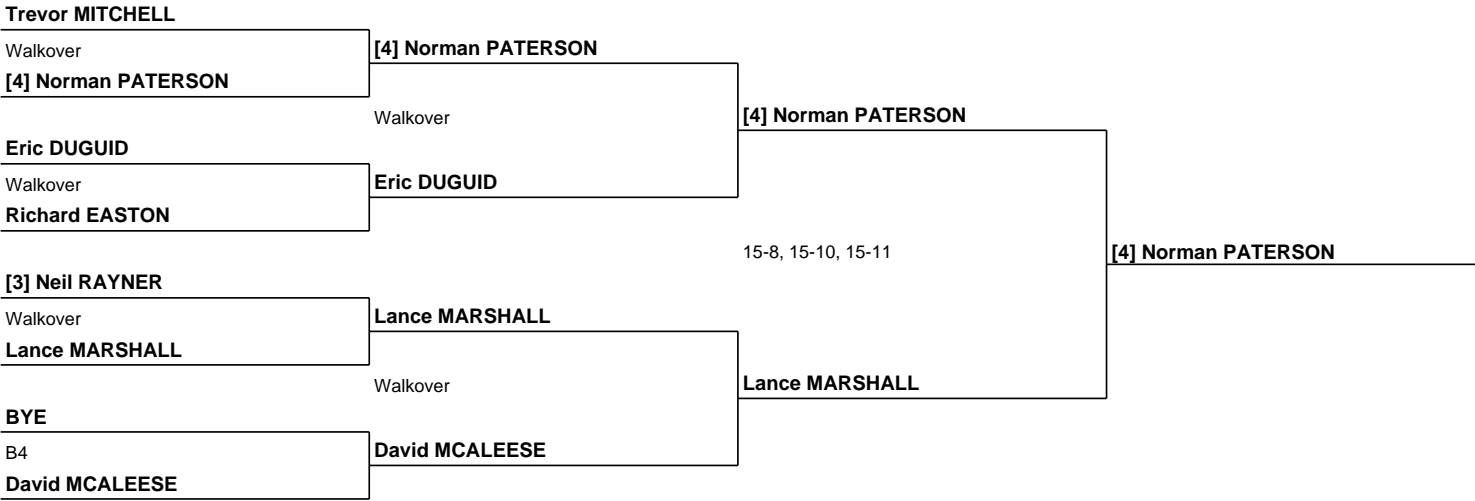 Trevor MITCHELL
Walkover
[4] Norman PATERSON
[4] Norman PATERSON
Walkover
[4] Norman PATERSON
Eric DUGUID
Walkover
Eric DUGUID
Richard EASTON
15-8, 15-10, 15-11
[4] Norman PATERSON
[3] Neil RAYNER
Walkover
Lance MARSHALL
Lance MARSHALL
Walkover
Lance MARSHALL
BYE
B4
David MCALEESE
David MCALEESE